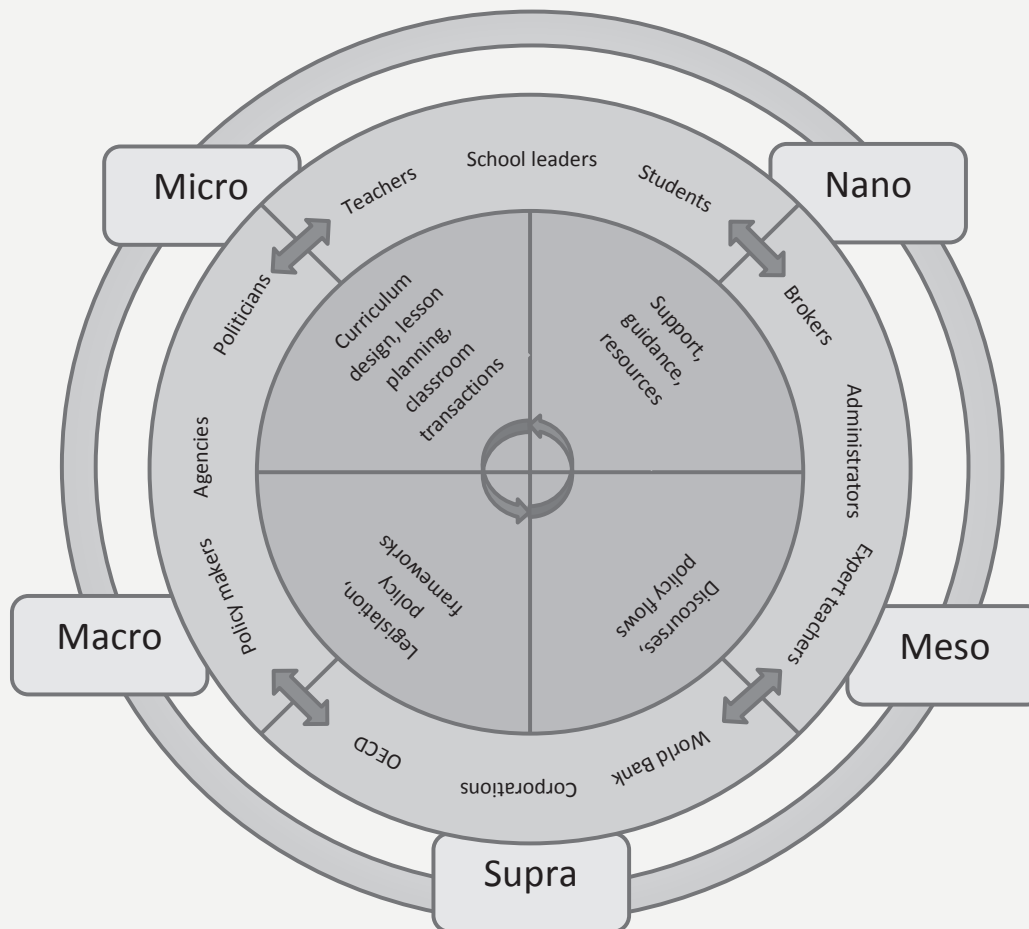 School leaders
Micro
Teachers
Students
Nano
Politicians
Brokers
Curriculum
design, lesson
planning,
classroom
transactions
Support,
guidance,
resources
Agencies
Administrators
Policy makers
Expert teachers
Legislation,
policy
frameworks
Discourses,
policy flows
Macro
Meso
OECD
Corporations
World Bank
Supra